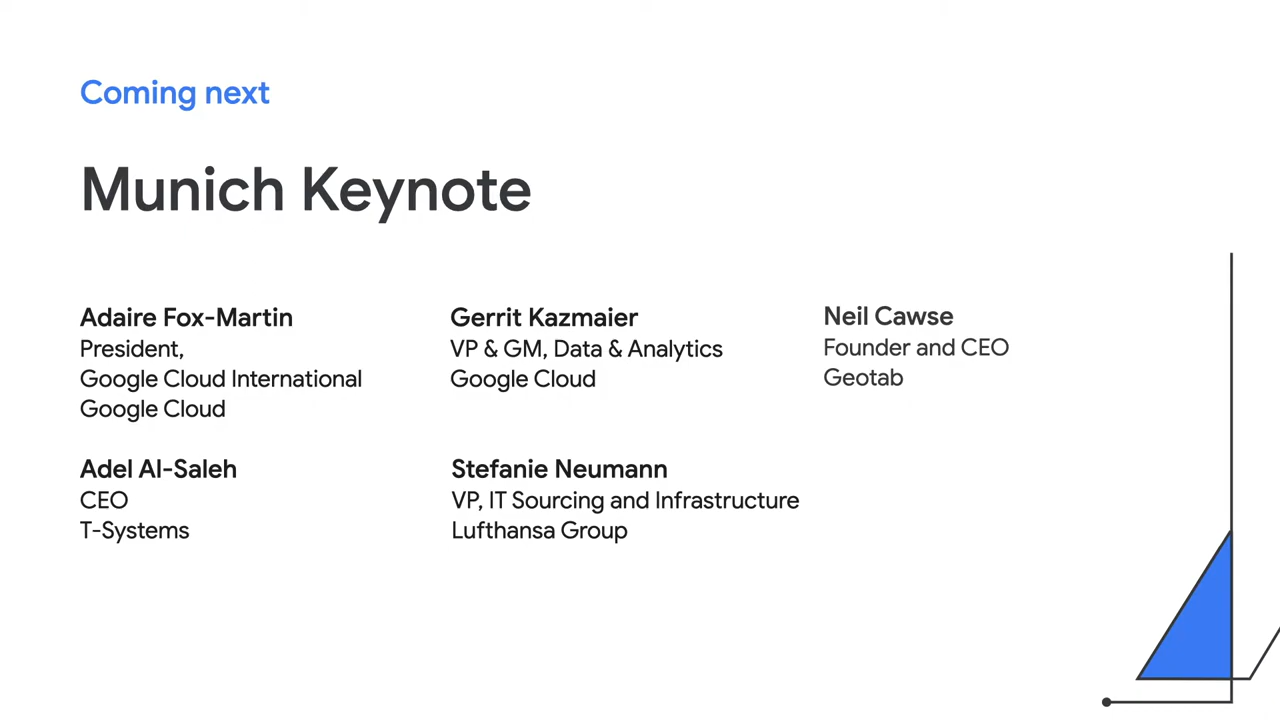 Coming next
Munich Keynote
Adaire Fox-Martin
President,
Google Cloud International
Google Cloud
Gerrit Kazmaier
VP & GM, Data & Analytics
Google Cloud
Neil Cawse
Founder and CEO
Geotab
Adel Al-Saleh
CEO
T-Systems
Stefanie Neumann
VP, IT Sourcing and Infrastructure
Lufthansa Group